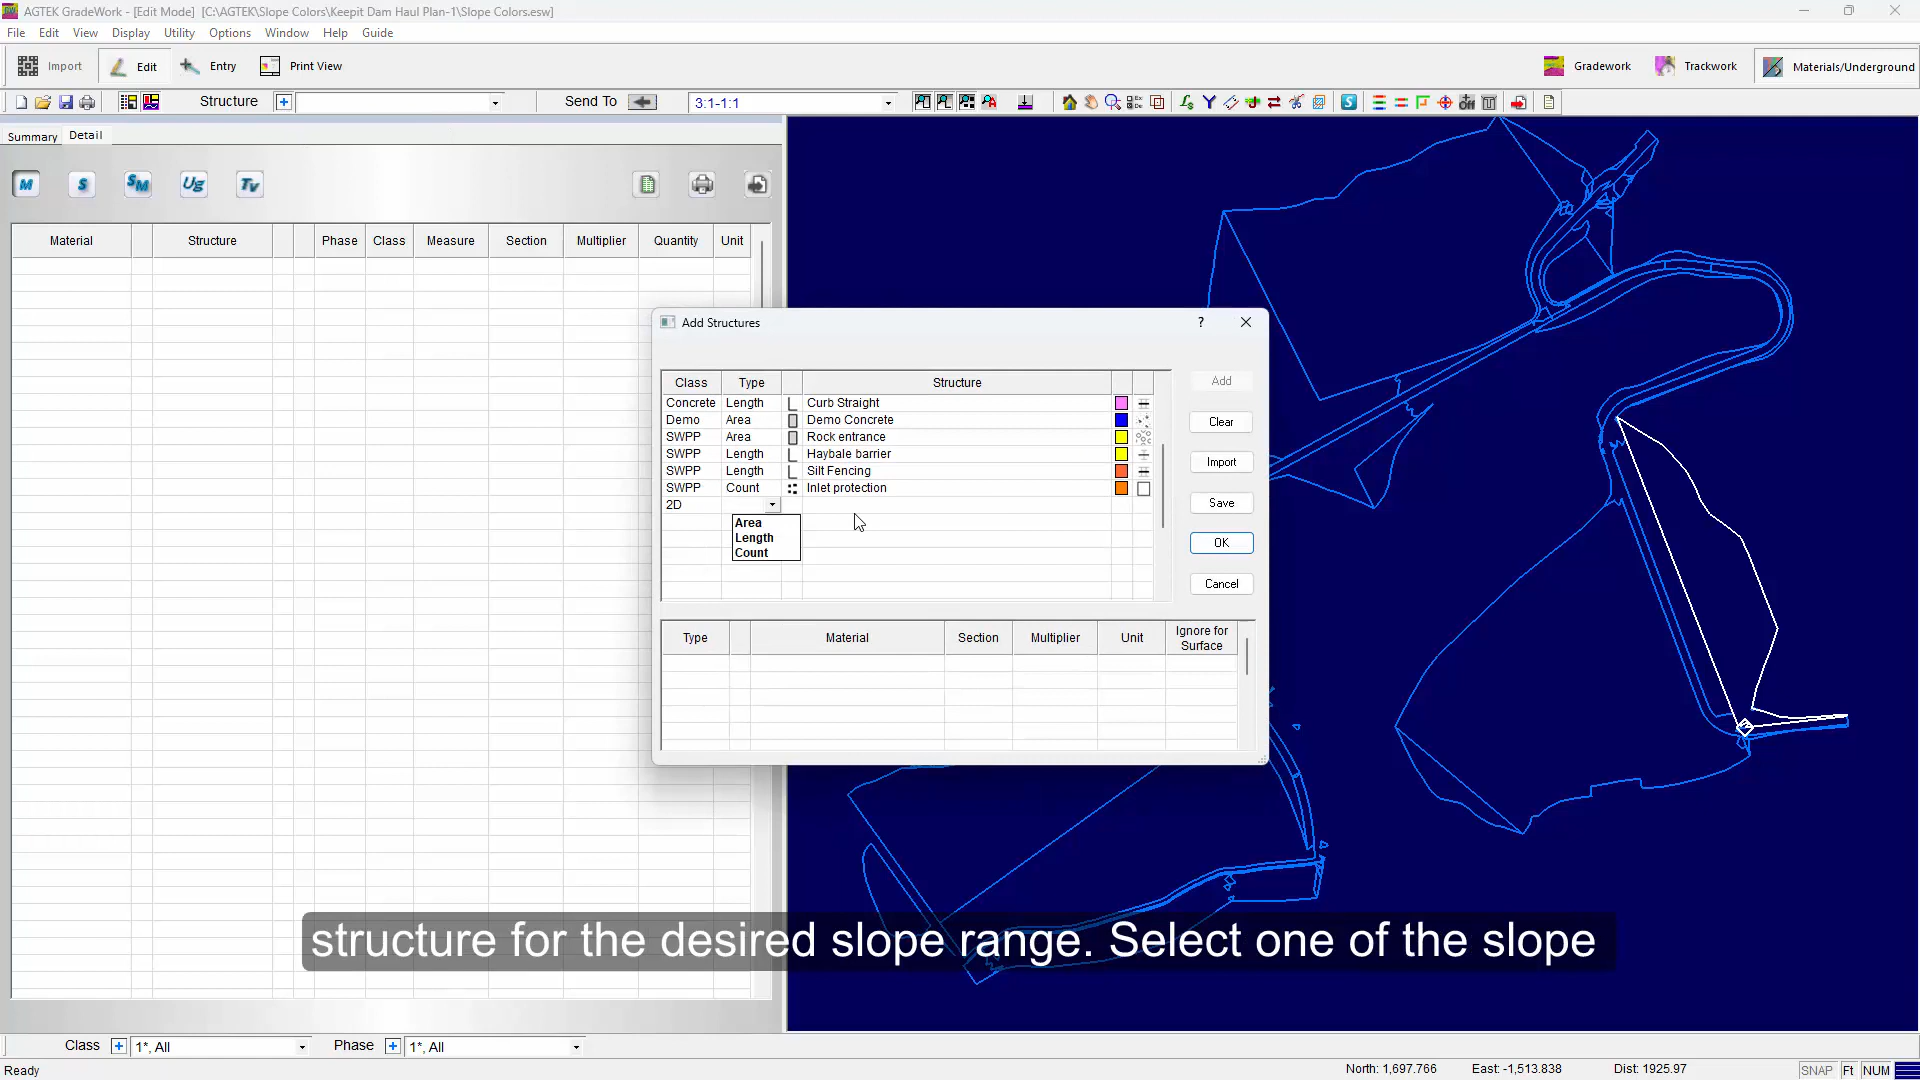 AGTEK GradeWork - [Edit Mode]  [C:\AGTEK\Slope Colors\Keepit Dam Haul Plan-1\Slope Colors.esw]
File Edit View Display Utility Options Window Help Guide
Import Edit Entry Print View Gradework Trackwork Materials/Underground
Structure Send To 3:1-1:1
Summary Detail
M S SM Ug Tv
Material Structure Phase Class Measure Section Multiplier Quantity Unit
Add Structures ?
Class Type Structure Add
Concrete Length Curb Straight
Demo Area Demo Concrete Clear
SWPP Area Rock entrance
SWPP Length Haybale barrier Import
SWPP Length Silt Fencing
SWPP Count Inlet protection
2D Save
Area
Length OK
Count
Cancel
Type Material Section Multiplier Unit Ignore for Surface
structure for the desired slope range. Select one of the slope
Class 1*, All Phase 1*, All
Ready North: 1,697.766 East: -1,513.838 Dist: 1925.97 SNAP Ft NUM